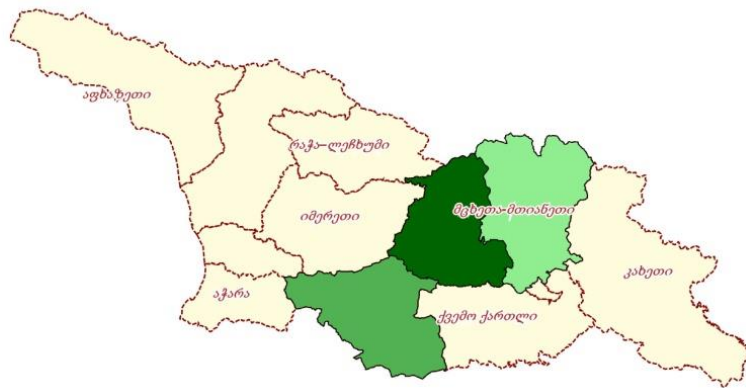 აფხაზეთი
რაჭა-ლეჩხუმი
იმერეთი
მცხეთა-მთიანეთი
კახეთი
აჭარა
ქვემო ქართლი